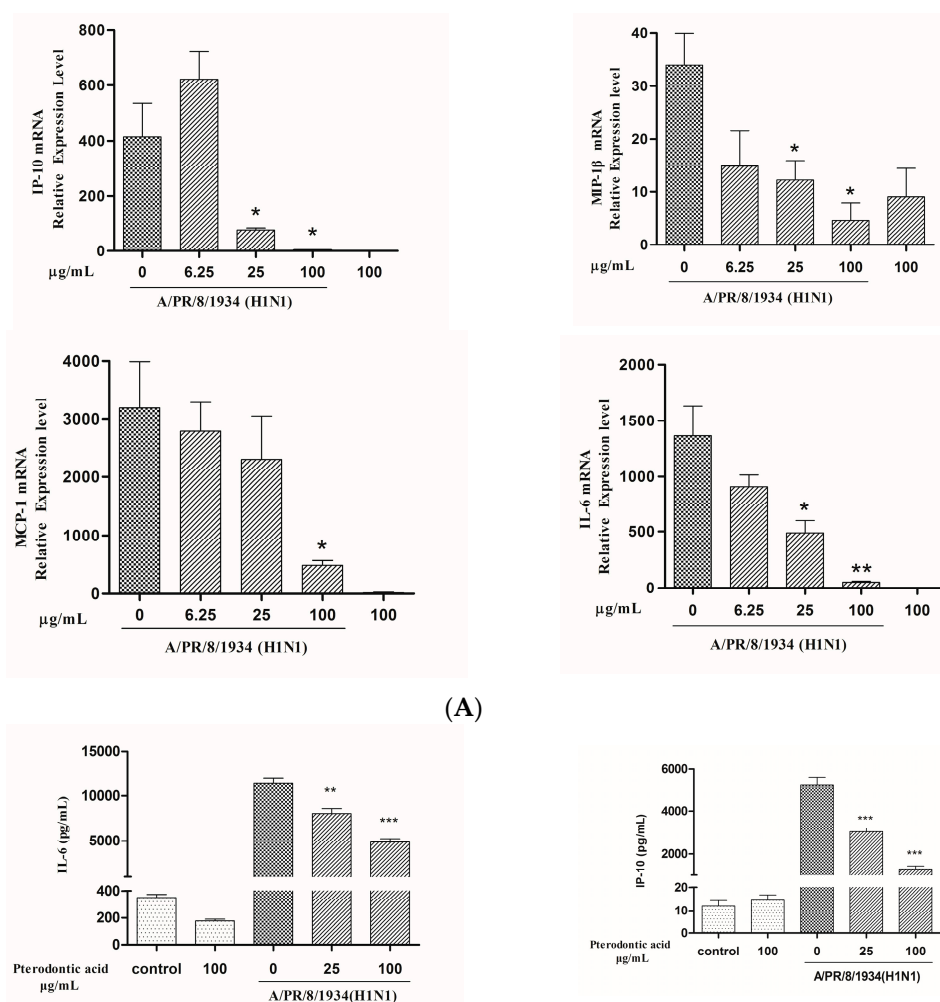 IP-10 mRNA
Relative Expression Level
800
600
400
200
0
* *
μg/mL 0 6.25 25 100 100
A/PR/8/1934 (H1N1)
MIP-1β mRNA
Relative Expression level
40
30
20
10
0
* *
μg/mL 0 6.25 25 100 100
A/PR/8/1934 (H1N1)
MCP-1 mRNA
Relative Expression level
4000
3000
2000
1000
0
*
μg/mL 0 6.25 25 100 100
A/PR/8/1934 (H1N1)
IL-6 mRNA
Relative Expression level
2000
1500
1000
500
0
* **
μg/mL 0 6.25 25 100 100
A/PR/8/1934 (H1N1)
(A)
IL-6 (pg/mL)
15000
10000
5000
400
200
0
** ***
Pterodontic acid control 100 0 25 100
μg/mL
A/PR/8/1934(H1N1)
IP-10 (pg/mL)
6000
4000
2000
20
10
0
*** ***
Pterodontic acid control 100 0 25 100
μg/mL
A/PR/8/1934(H1N1)